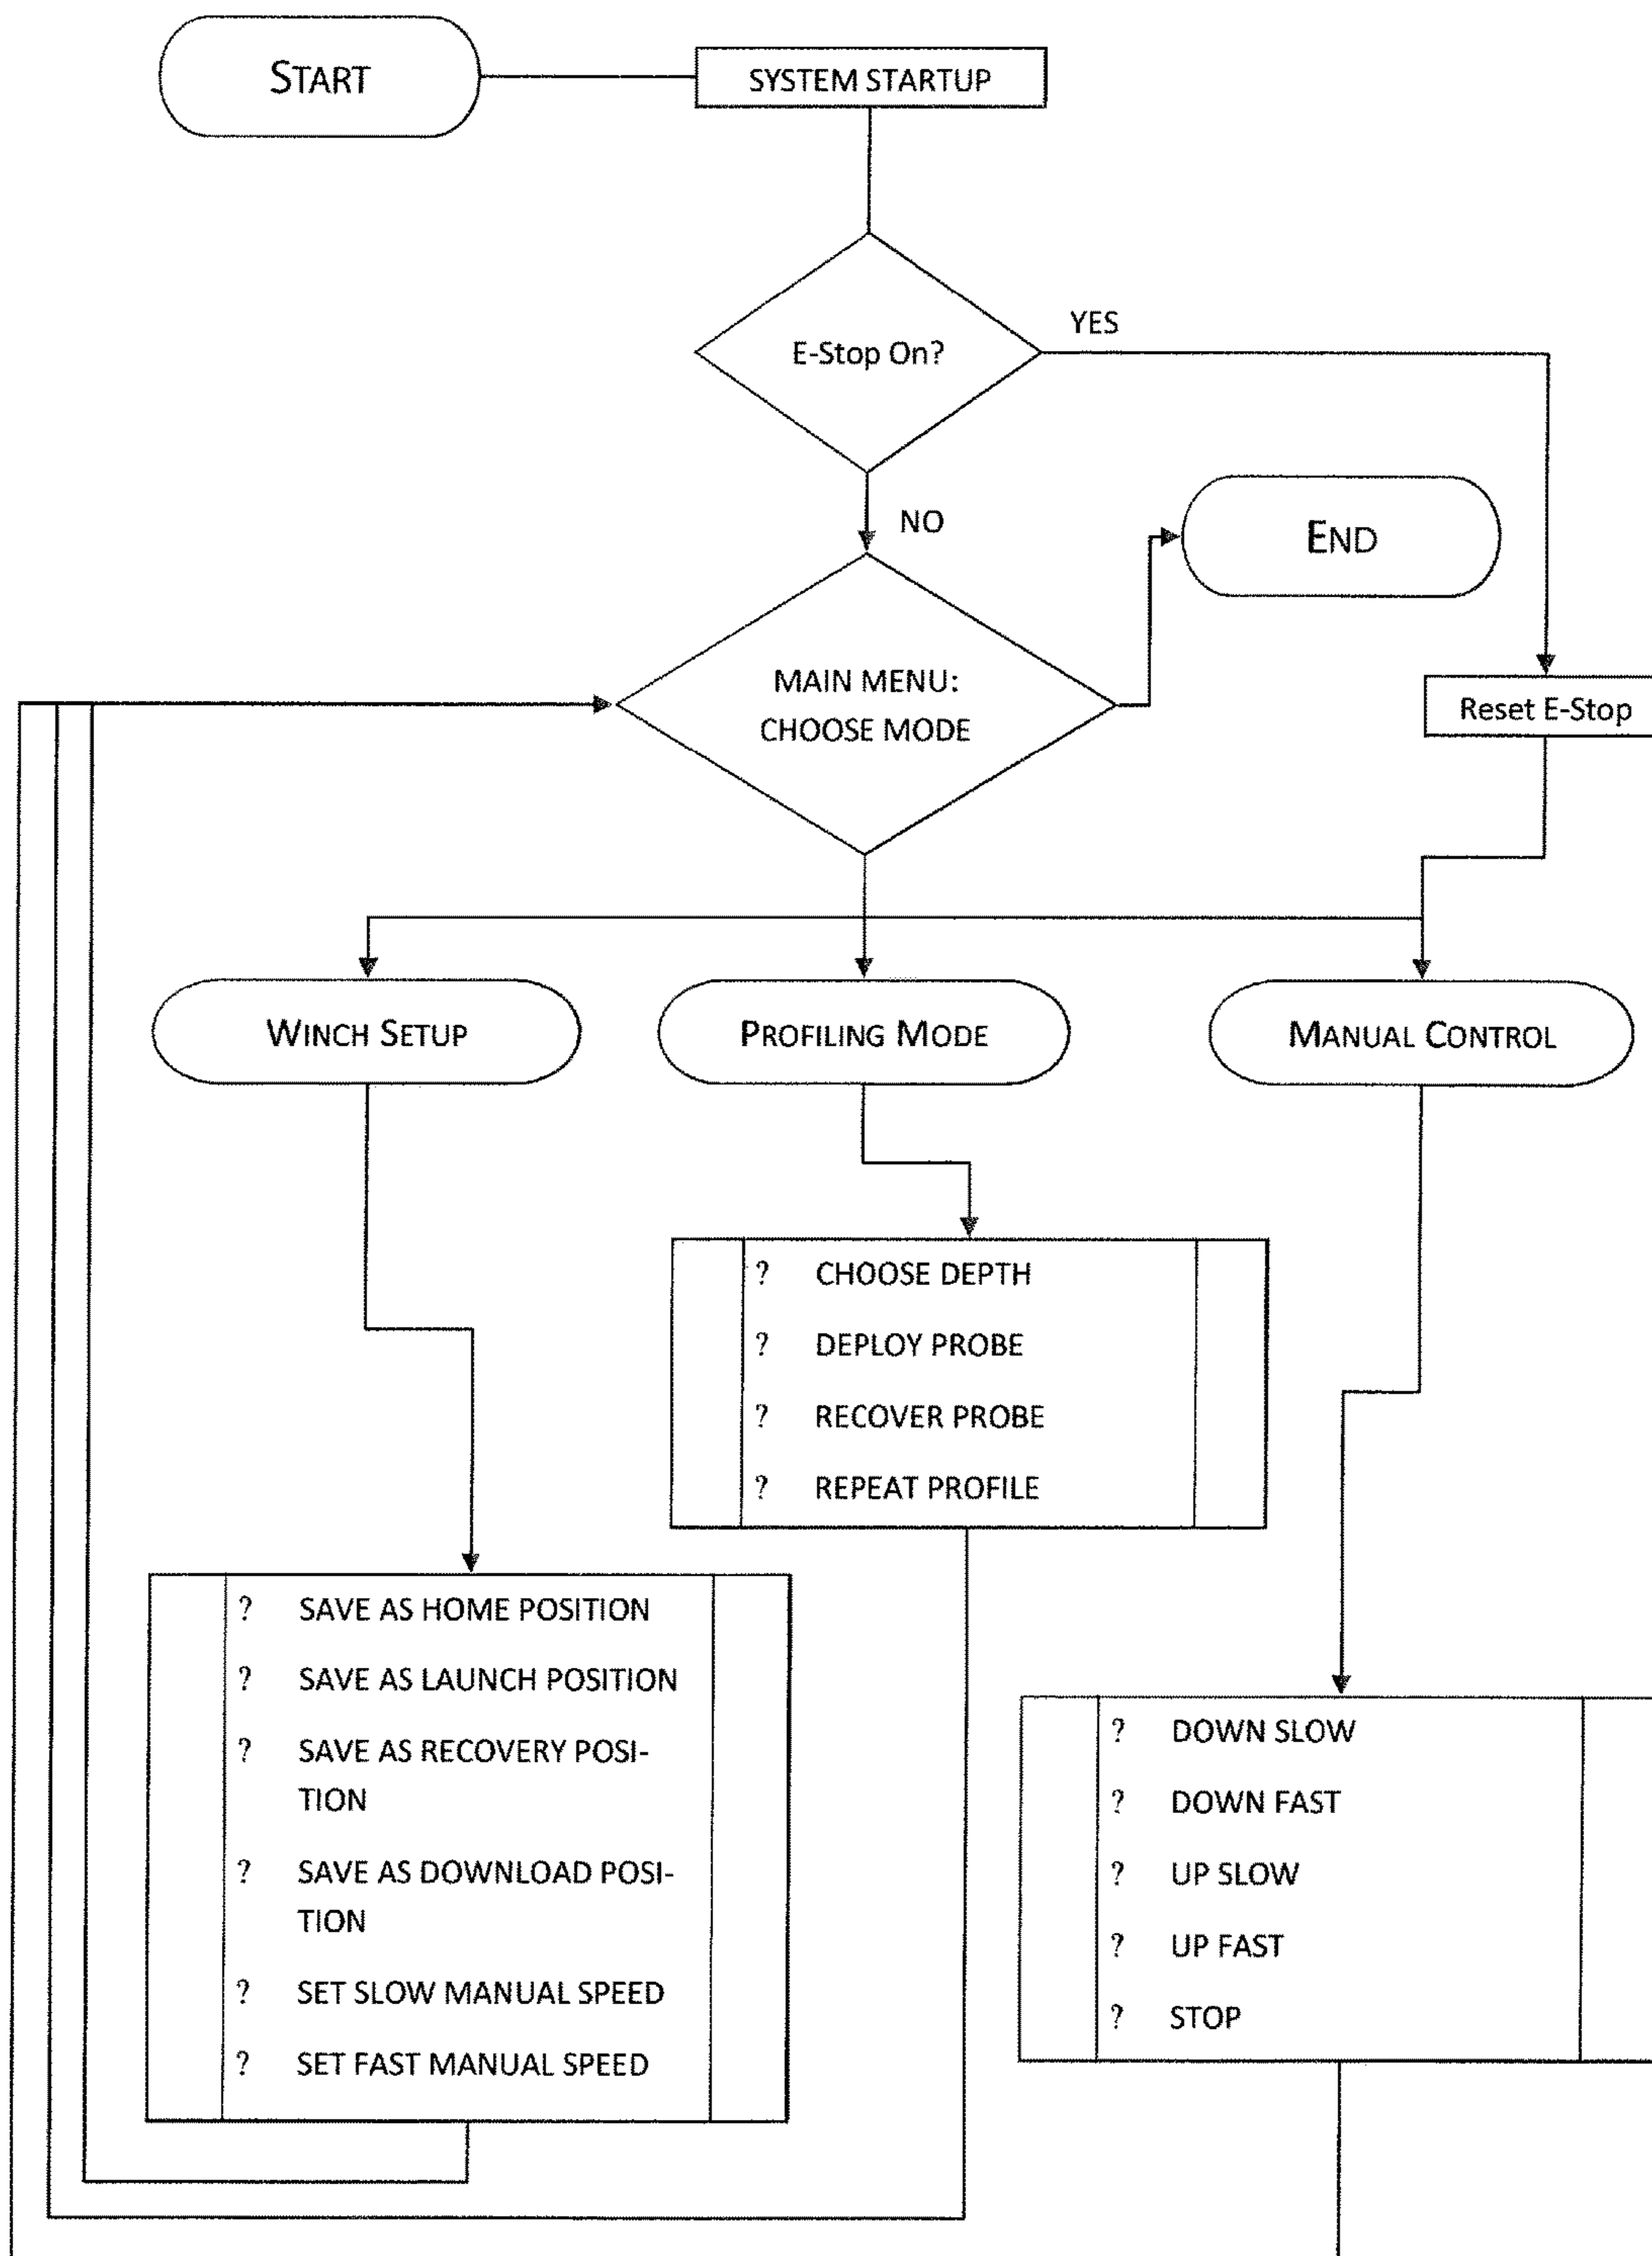 START
SYSTEM STARTUP
E-Stop On?
YES
NO
END
MAIN MENU:
CHOOSE MODE
Reset E-Stop
WINCH SETUP
PROFILING MODE
MANUAL CONTROL
? CHOOSE DEPTH
? DEPLOY PROBE
? RECOVER PROBE
? REPEAT PROFILE
? SAVE AS HOME POSITION
? SAVE AS LAUNCH POSITION
? SAVE AS RECOVERY POSI-
TION
? SAVE AS DOWNLOAD POSI-
TION
? SET SLOW MANUAL SPEED
? SET FAST MANUAL SPEED
? DOWN SLOW
? DOWN FAST
? UP SLOW
? UP FAST
? STOP